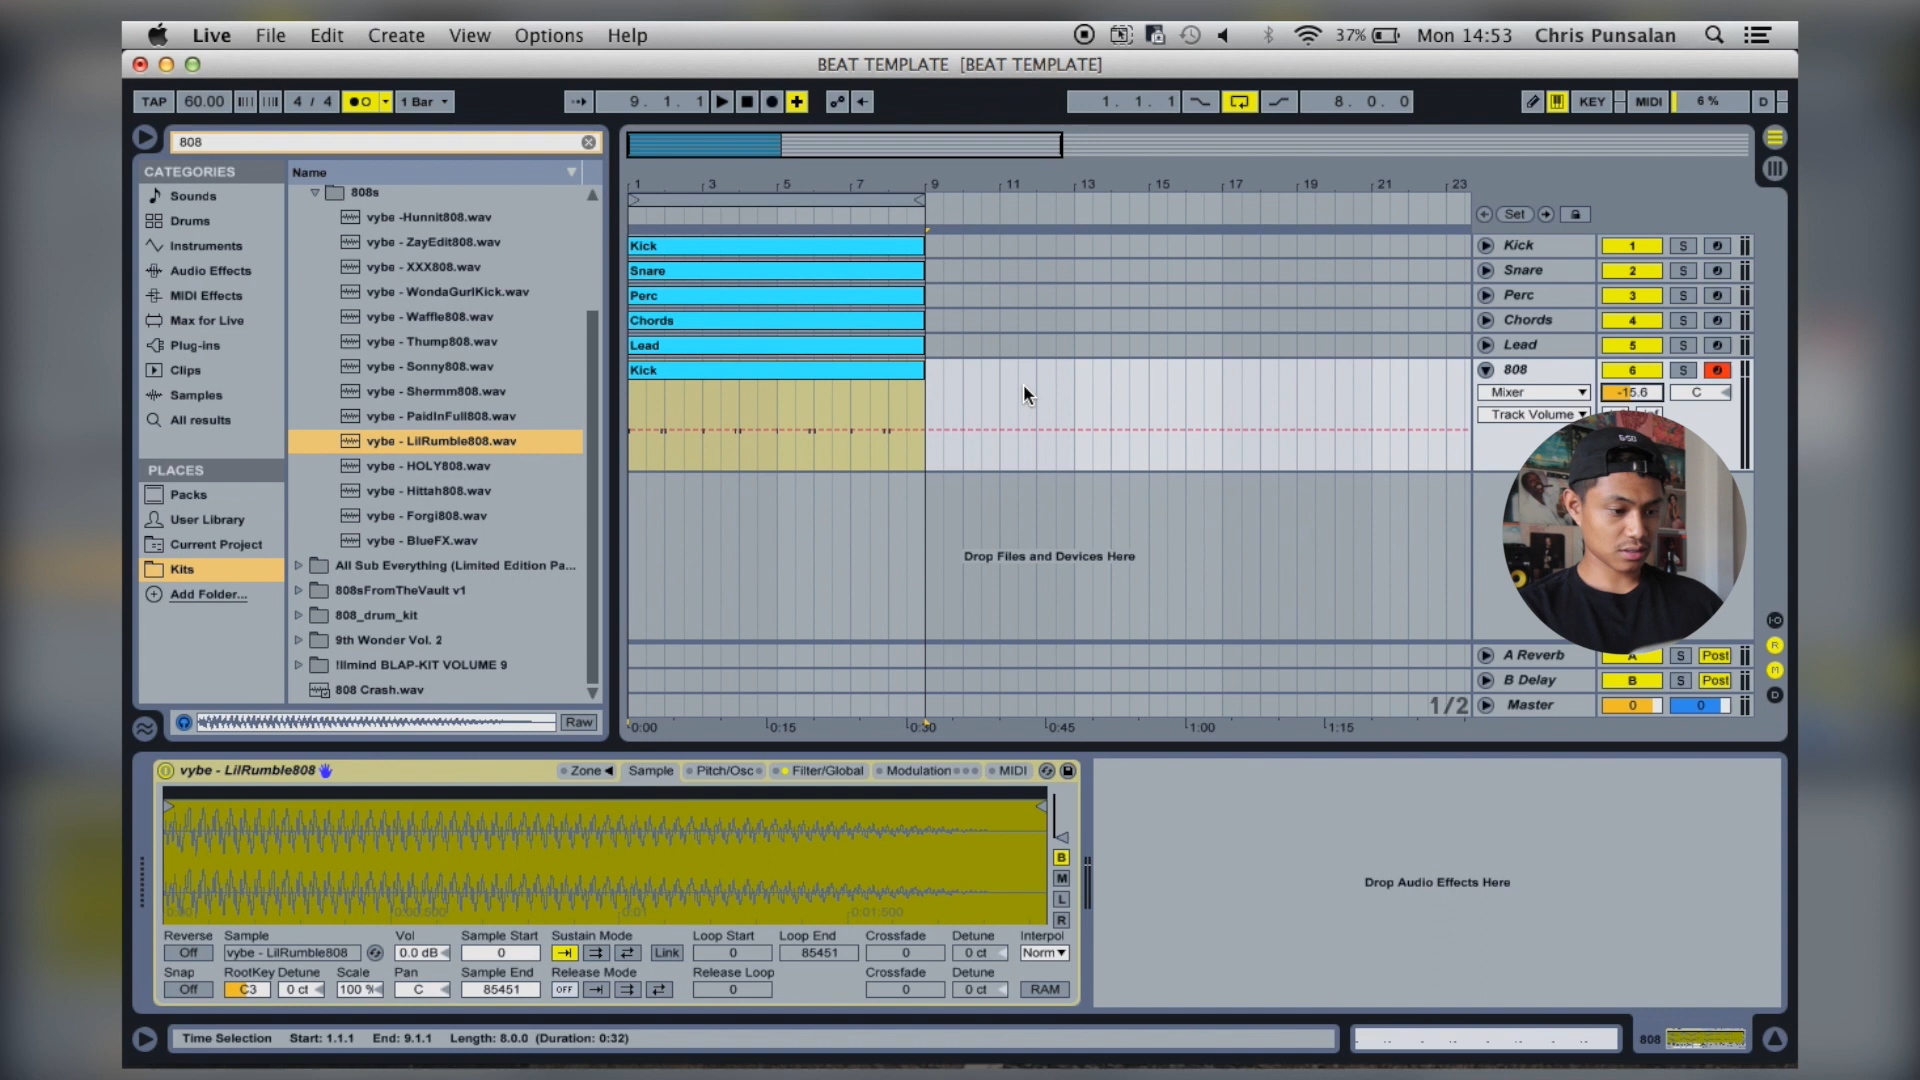 Live File Edit Create View Options Help 37% Mon 14:53 Chris Punsalan
BEAT TEMPLATE [BEAT TEMPLATE]
TAP 60.00 4 / 4 1 Bar 9. 1. 1 1. 1. 1 8. 0. 0 KEY MIDI 6 % D
808
CATEGORIES
Sounds
Drums
Instruments
Audio Effects
MIDI Effects
Max for Live
Plug-ins
Clips
Samples
All results
PLACES
Packs
User Library
Current Project
Kits
Add Folder...
Name
808s
vybe -Hunnit808.wav
vybe - ZayEdit808.wav
vybe - XXX808.wav
vybe - WondaGurlKick.wav
vybe - Waffle808.wav
vybe - Thump808.wav
vybe - Sonny808.wav
vybe - Shermm808.wav
vybe - PaidInFull808.wav
vybe - LilRumble808.wav
vybe - HOLY808.wav
vybe - Hittah808.wav
vybe - Forgi808.wav
vybe - BlueFX.wav
All Sub Everything (Limited Edition Pa...
808sFromTheVault v1
808_drum_kit
9th Wonder Vol. 2
!llmind BLAP-KIT VOLUME 9
808 Crash.wav
Raw
1 3 5 7 9 11 13 15 17 19 21 23
Set
Kick Kick 1 S
Snare Snare 2 S
Perc Perc 3 S
Chords Chords 4 S
Lead Lead 5 S
Kick 808 6 S
Mixer -15.6 C
Track Volume
Drop Files and Devices Here
A Reverb A S Post
B Delay B S Post
1/2 Master 0 0
0:00 0:15 0:30 0:45 1:00 1:15
I·O
R
M
D
vybe - LilRumble808 Zone Sample Pitch/Osc Filter/Global Modulation MIDI
B
M
L
R
0:00 0:00:500 0:01 0:01:500
Reverse Sample Vol Sample Start Sustain Mode Loop Start Loop End Crossfade Detune Interpol
Off vybe - LilRumble808 0.0 dB 0 Link 0 85451 0 0 ct Norm
Snap RootKey Detune Scale Pan Sample End Release Mode Release Loop Crossfade Detune
Off C3 0 ct 100 % C 85451 OFF 0 0 0 ct RAM
Drop Audio Effects Here
Time Selection Start: 1.1.1 End: 9.1.1 Length: 8.0.0 (Duration: 0:32)
808